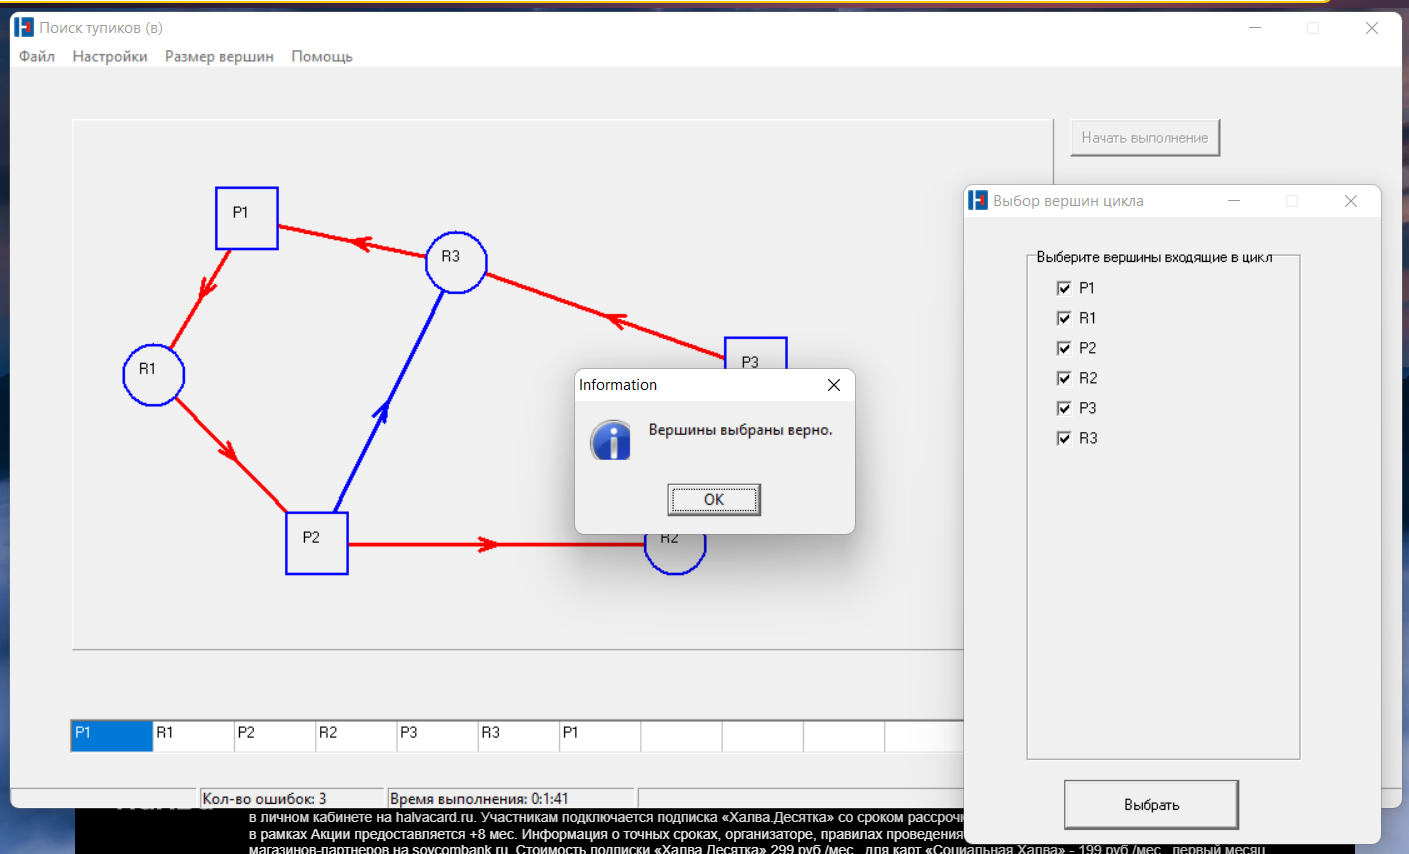 Поиск тупиков (в)
Файл Настройки Размер вершин Помощь
Начать выполнение
P1
R3
P3
R1
P2
R2
Выбор вершин цикла
Выберите вершины входящие в цикл
P1
R1
P2
R2
P3
R3
Выбрать
Information
Вершины выбраны верно.
OK
P1 R1 P2 R2 P3 R3 P1
Кол-во ошибок: 3 Время выполнения: 0:1:41
в личном кабинете на halvacard.ru. Участникам подключается подписка «Халва.Десятка» со сроком рассрочк
в рамках Акции предоставляется +8 мес. Информация о точных сроках, организаторе, правилах проведения
магазинов-партнеров на sovcombank.ru. Стоимость подписки «Халва.Десятка» 299 руб./мес., для карт «Социальная Халва» - 199 руб./мес., первый месяц